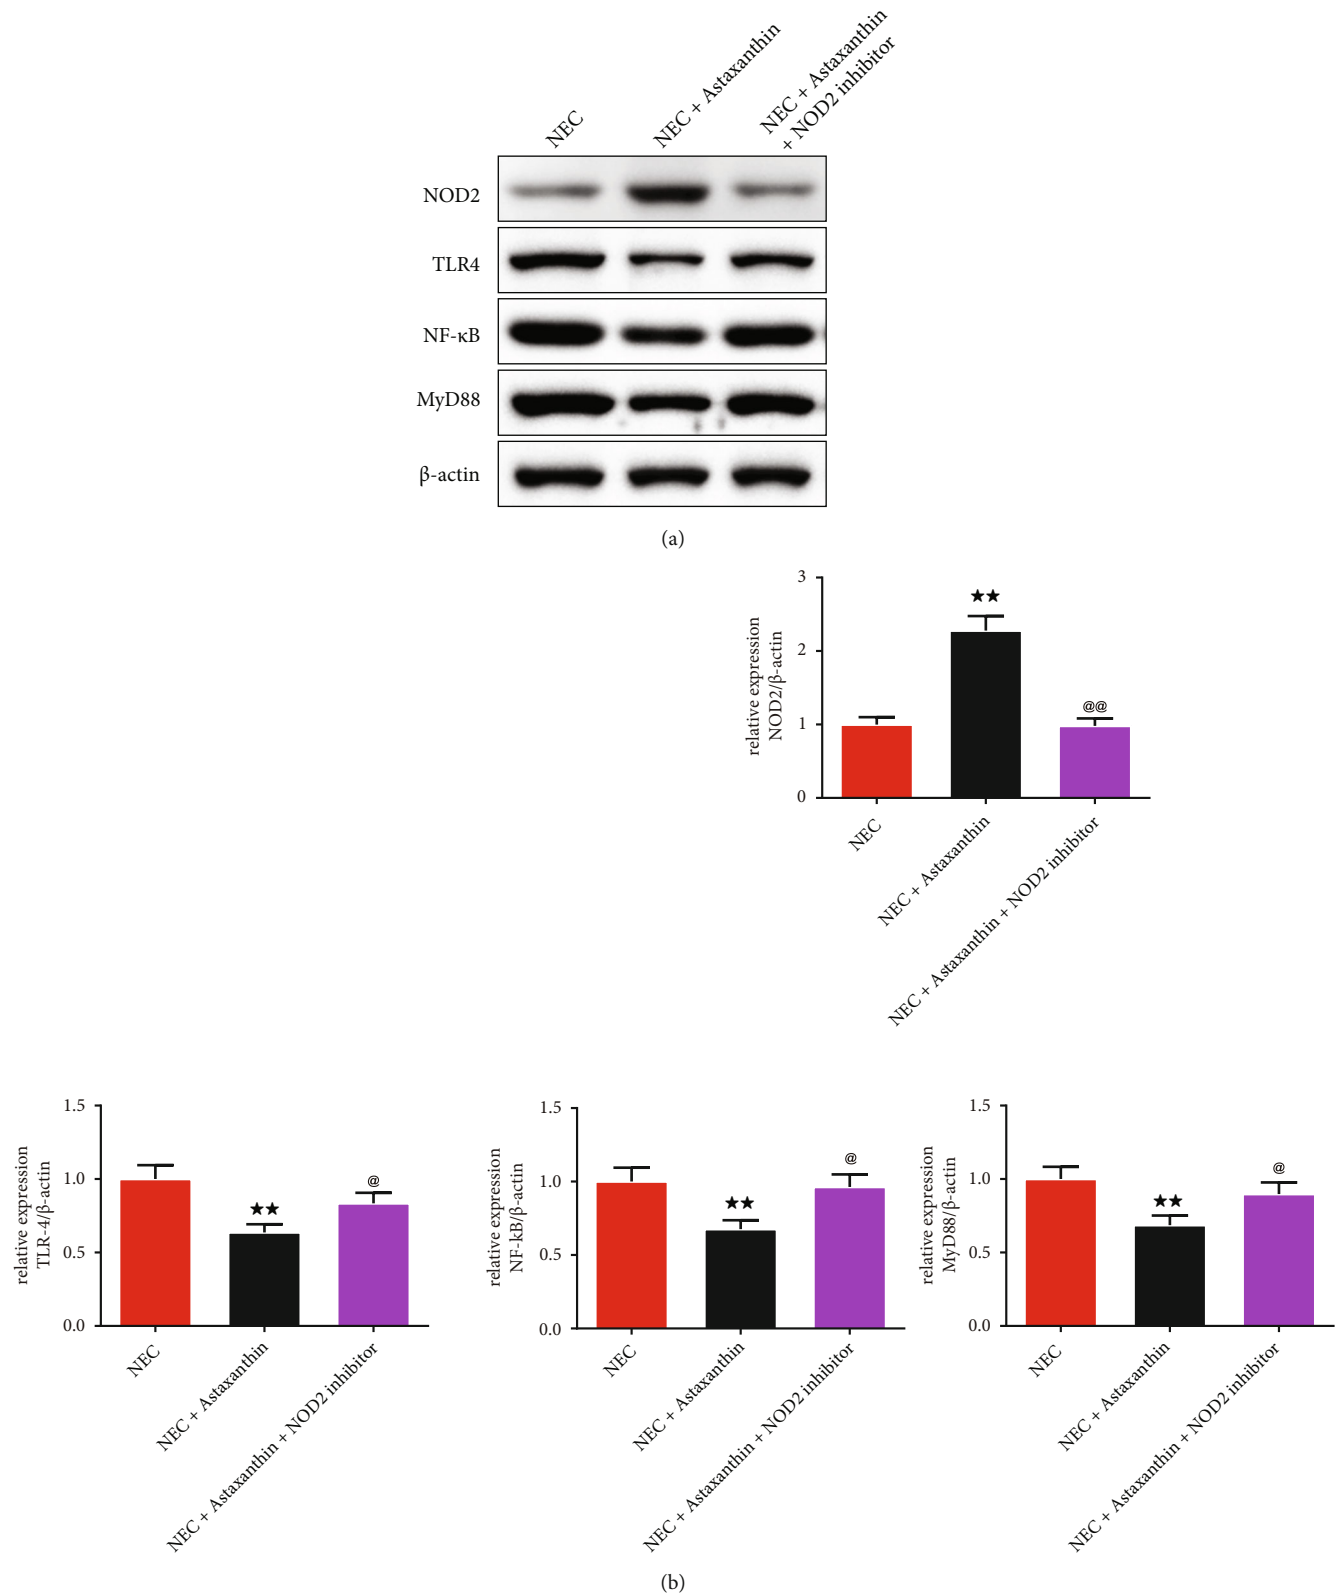 NEC
NEC + Astaxanthin
NEC + Astaxanthin
+ NOD2 inhibitor
NOD2
TLR4
NF-κB
MyD88
β-actin
(a)
relative expression
NOD2/β-actin
3
2
1
0
★★
@@
NEC
NEC + Astaxanthin
NEC + Astaxanthin + NOD2 inhibitor
relative expression
TLR-4/β-actin
1.5
1.0
0.5
0.0
★★
@
NEC
NEC + Astaxanthin
NEC + Astaxanthin + NOD2 inhibitor
relative expression
NF-kB/β-actin
1.5
1.0
0.5
0.0
★★
@
NEC
NEC + Astaxanthin
NEC + Astaxanthin + NOD2 inhibitor
relative expression
MyD88/β-actin
1.5
1.0
0.5
0.0
★★
@
NEC
NEC + Astaxanthin
NEC + Astaxanthin + NOD2 inhibitor
(b)